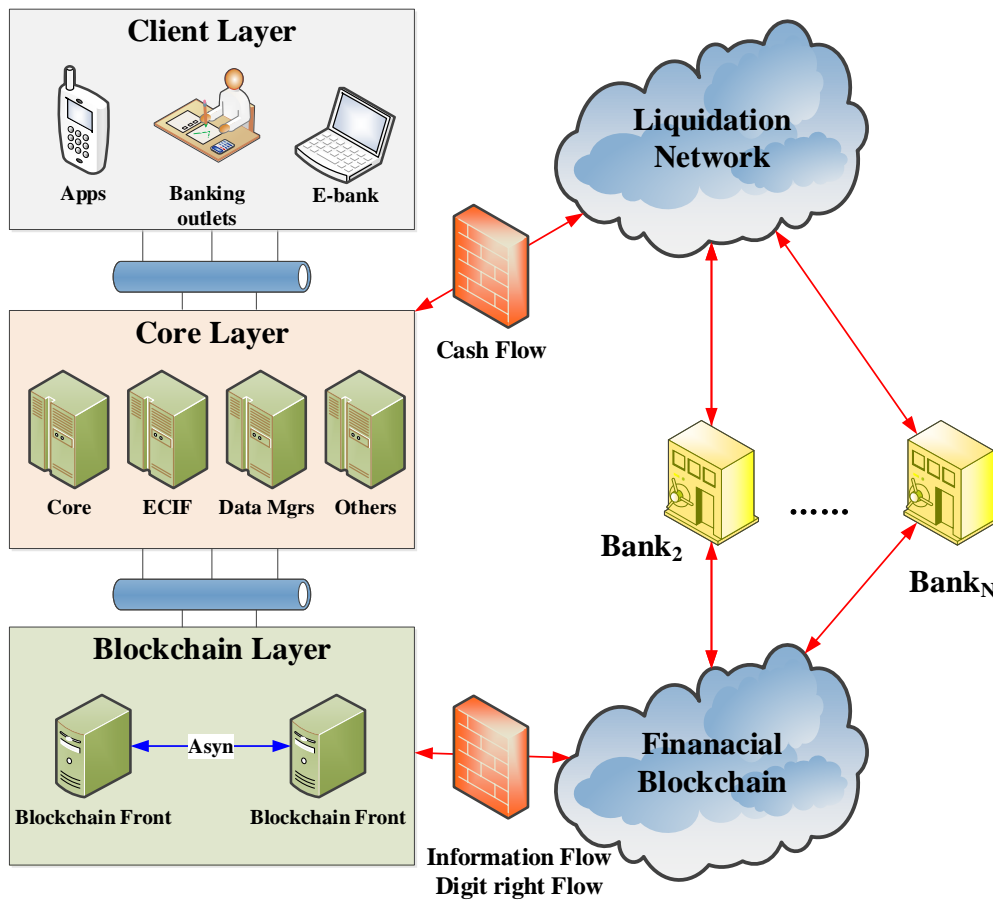 Client Layer
Apps
Banking
outlets
E-bank
Liquidation
Network
Cash Flow
Core Layer
Core
ECIF
Data Mgrs
Others
Bank2
......
BankN
Blockchain Layer
Asyn
Blockchain Front
Blockchain Front
Finanacial
Blockchain
Information Flow
Digit right Flow